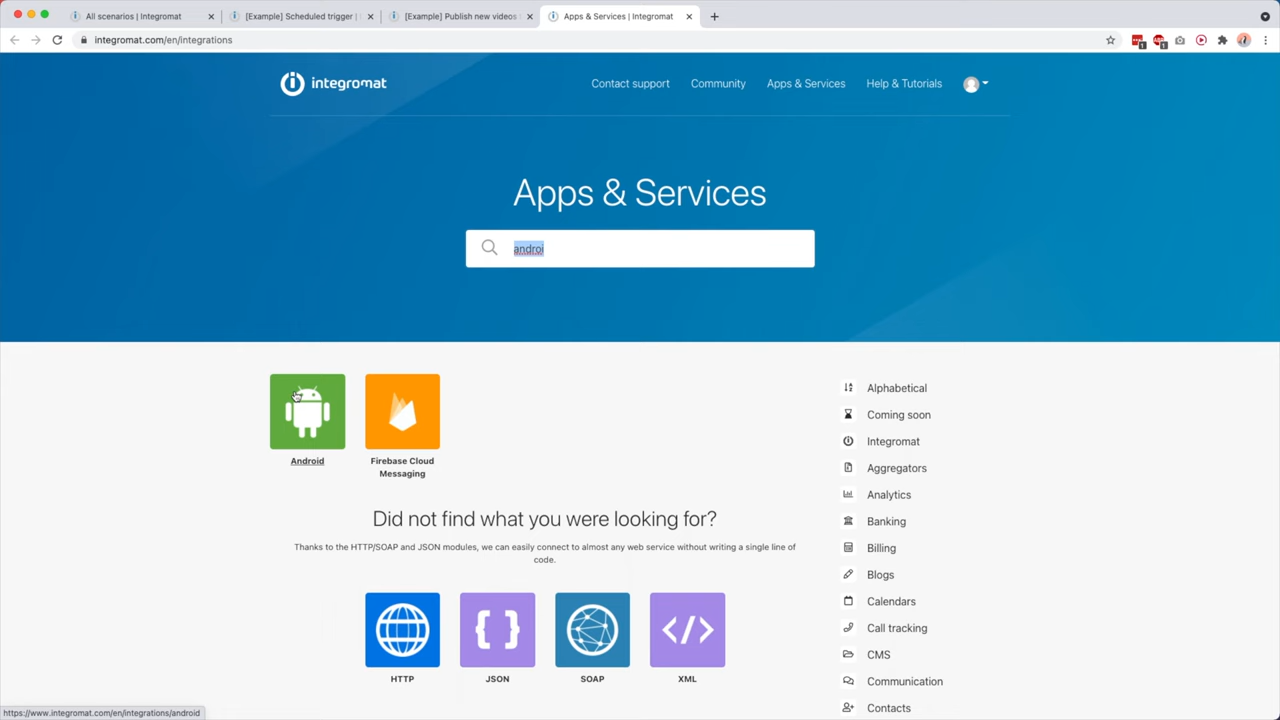 All scenarios | Integromat
[Example] Scheduled trigger |
[Example] Publish new videos
Apps & Services | Integromat
integromat.com/en/integrations
integromat
Contact support
Community
Apps & Services
Help & Tutorials
Apps & Services
androi
Android
Firebase Cloud
Messaging
Did not find what you were looking for?
Thanks to the HTTP/SOAP and JSON modules, we can easily connect to almost any web service without writing a single line of
code.
HTTP
JSON
SOAP
XML
Alphabetical
Coming soon
Integromat
Aggregators
Analytics
Banking
Billing
Blogs
Calendars
Call tracking
CMS
Communication
Contacts
https://www.integromat.com/en/integrations/android